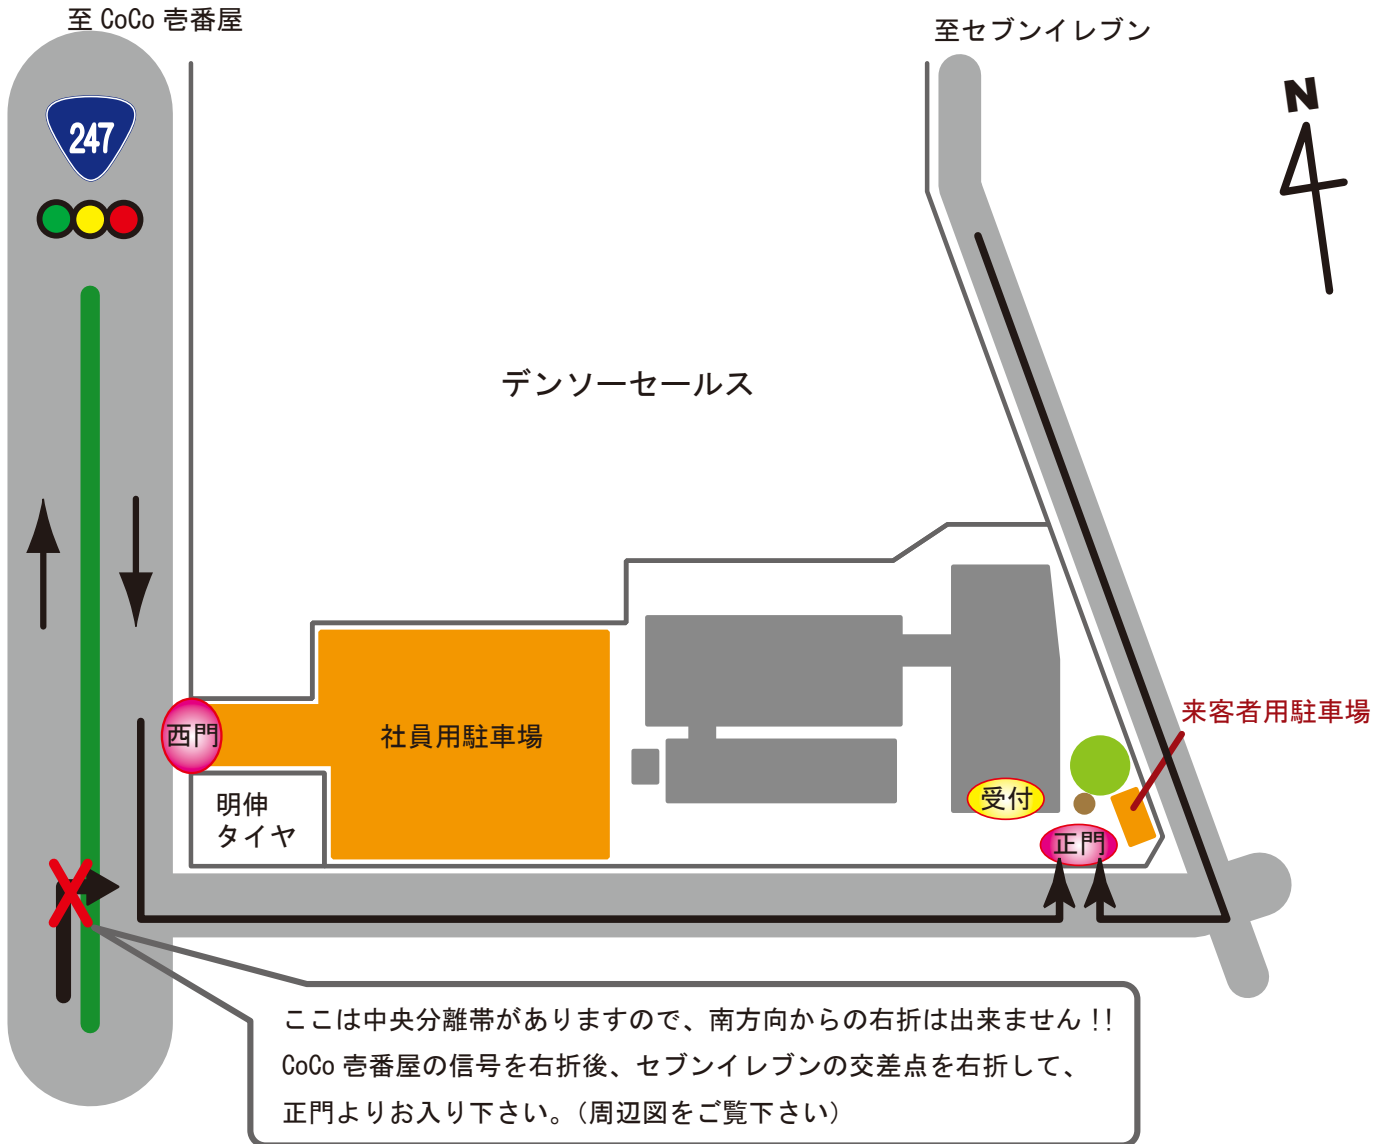 至 CoCo 壱番屋
至セブンイレブン
247
N
デンソーセールス
西門
社員用駐車場
来客者用駐車場
明伸
タイヤ
受付
正門
ここは中央分離帯がありますので、南方向からの右折は出来ません!!
CoCo 壱番屋の信号を右折後、セブンイレブンの交差点を右折して、
正門よりお入り下さい。(周辺図をご覧下さい)